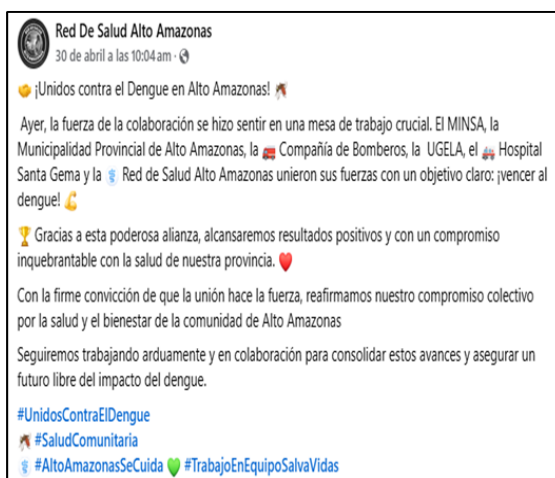 Red De Salud Alto Amazonas
30 de abril a las 10:04 am ·
🤝 ¡Unidos contra el Dengue en Alto Amazonas! 🦟
Ayer, la fuerza de la colaboración se hizo sentir en una mesa de trabajo crucial. El MINSA, la
Municipalidad Provincial de Alto Amazonas, la 🚒 Compañía de Bomberos, la UGELA, el 🚑 Hospital
Santa Gema y la ⚕️ Red de Salud Alto Amazonas unieron sus fuerzas con un objetivo claro: ¡vencer al
dengue! 💪
🏆 Gracias a esta poderosa alianza, alcansaremos resultados positivos y con un compromiso
inquebrantable con la salud de nuestra provincia. ❤️
Con la firme convicción de que la unión hace la fuerza, reafirmamos nuestro compromiso colectivo
por la salud y el bienestar de la comunidad de Alto Amazonas
Seguiremos trabajando arduamente y en colaboración para consolidar estos avances y asegurar un
futuro libre del impacto del dengue.
#UnidosContraElDengue
🦟 #SaludComunitaria
⚕️ #AltoAmazonasSeCuida 💚 #TrabajoEnEquipoSalvaVidas